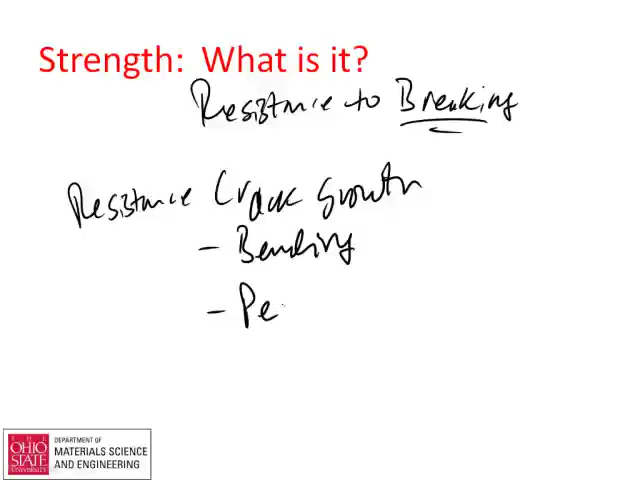 Strength: What is it?
Resistance to Breaking
Resistance Crack Growth
- Bending
- Pe
THE
OHIO
STATE
UNIVERSITY
DEPARTMENT OF
MATERIALS SCIENCE
AND ENGINEERING